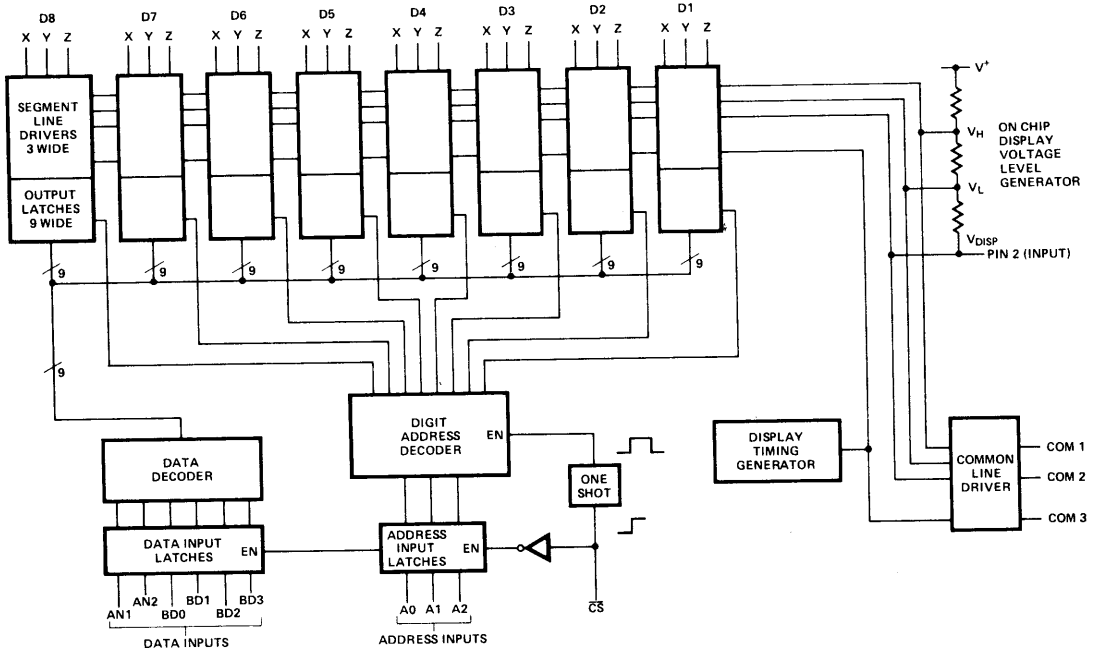 D8 D7 D6 D5 D4 D3 D2 D1
X Y Z X Y Z X Y Z X Y Z X Y Z X Y Z X Y Z X Y Z
SEGMENT
LINE
DRIVERS
3 WIDE
OUTPUT
LATCHES
9 WIDE
V+
VH
ON CHIP
DISPLAY
VOLTAGE
LEVEL
GENERATOR
VL
VDISP
PIN 2 (INPUT)
9 9 9 9 9 9 9 9
9
DIGIT
ADDRESS
DECODER
EN
ONE
SHOT
DISPLAY
TIMING
GENERATOR
COMMON
LINE
DRIVER
COM 1
COM 2
COM 3
DATA
DECODER
DATA INPUT
LATCHES
EN
ADDRESS
INPUT
LATCHES
EN
AN1 AN2 BD0 BD1 BD2 BD3
DATA INPUTS
A0 A1 A2
ADDRESS INPUTS
C̅S̅